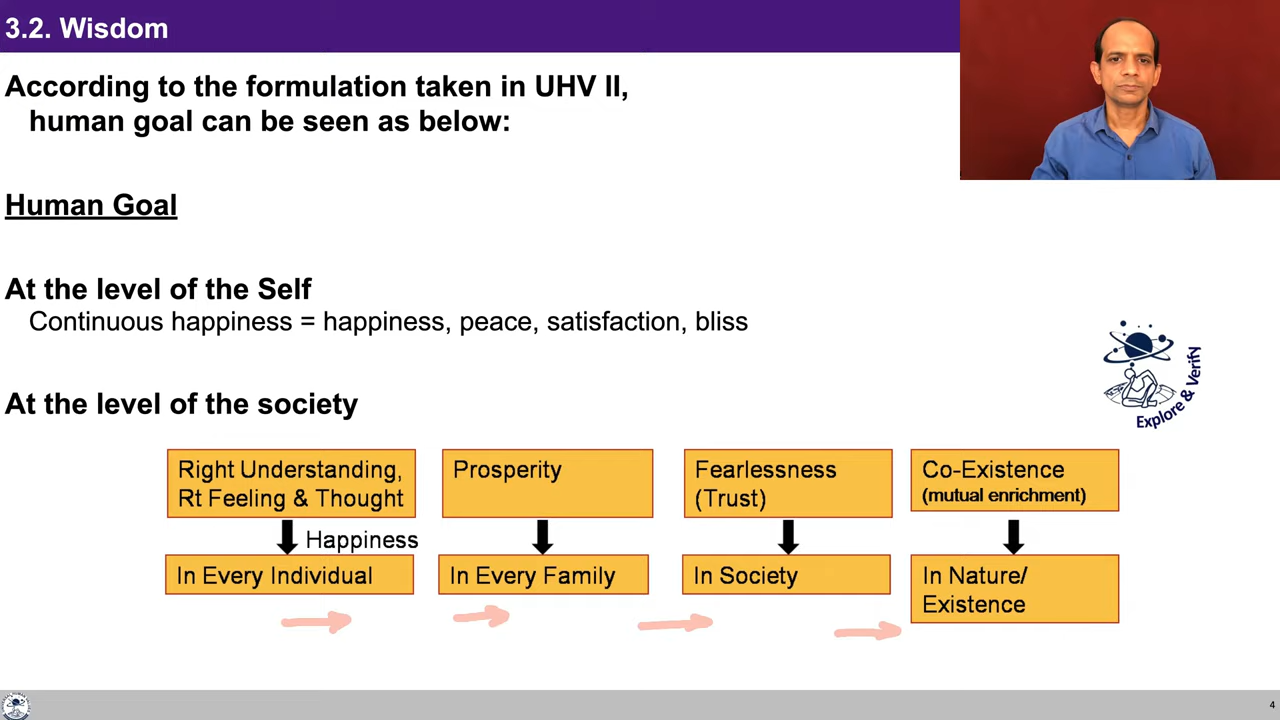 3.2. Wisdom
According to the formulation taken in UHV II,
human goal can be seen as below:
Human Goal
At the level of the Self
Continuous happiness = happiness, peace, satisfaction, bliss
Explore & Verify
At the level of the society
Right Understanding,
Rt Feeling & Thought
Happiness
In Every Individual
Prosperity
In Every Family
Fearlessness
(Trust)
In Society
Co-Existence
(mutual enrichment)
In Nature/
Existence
4